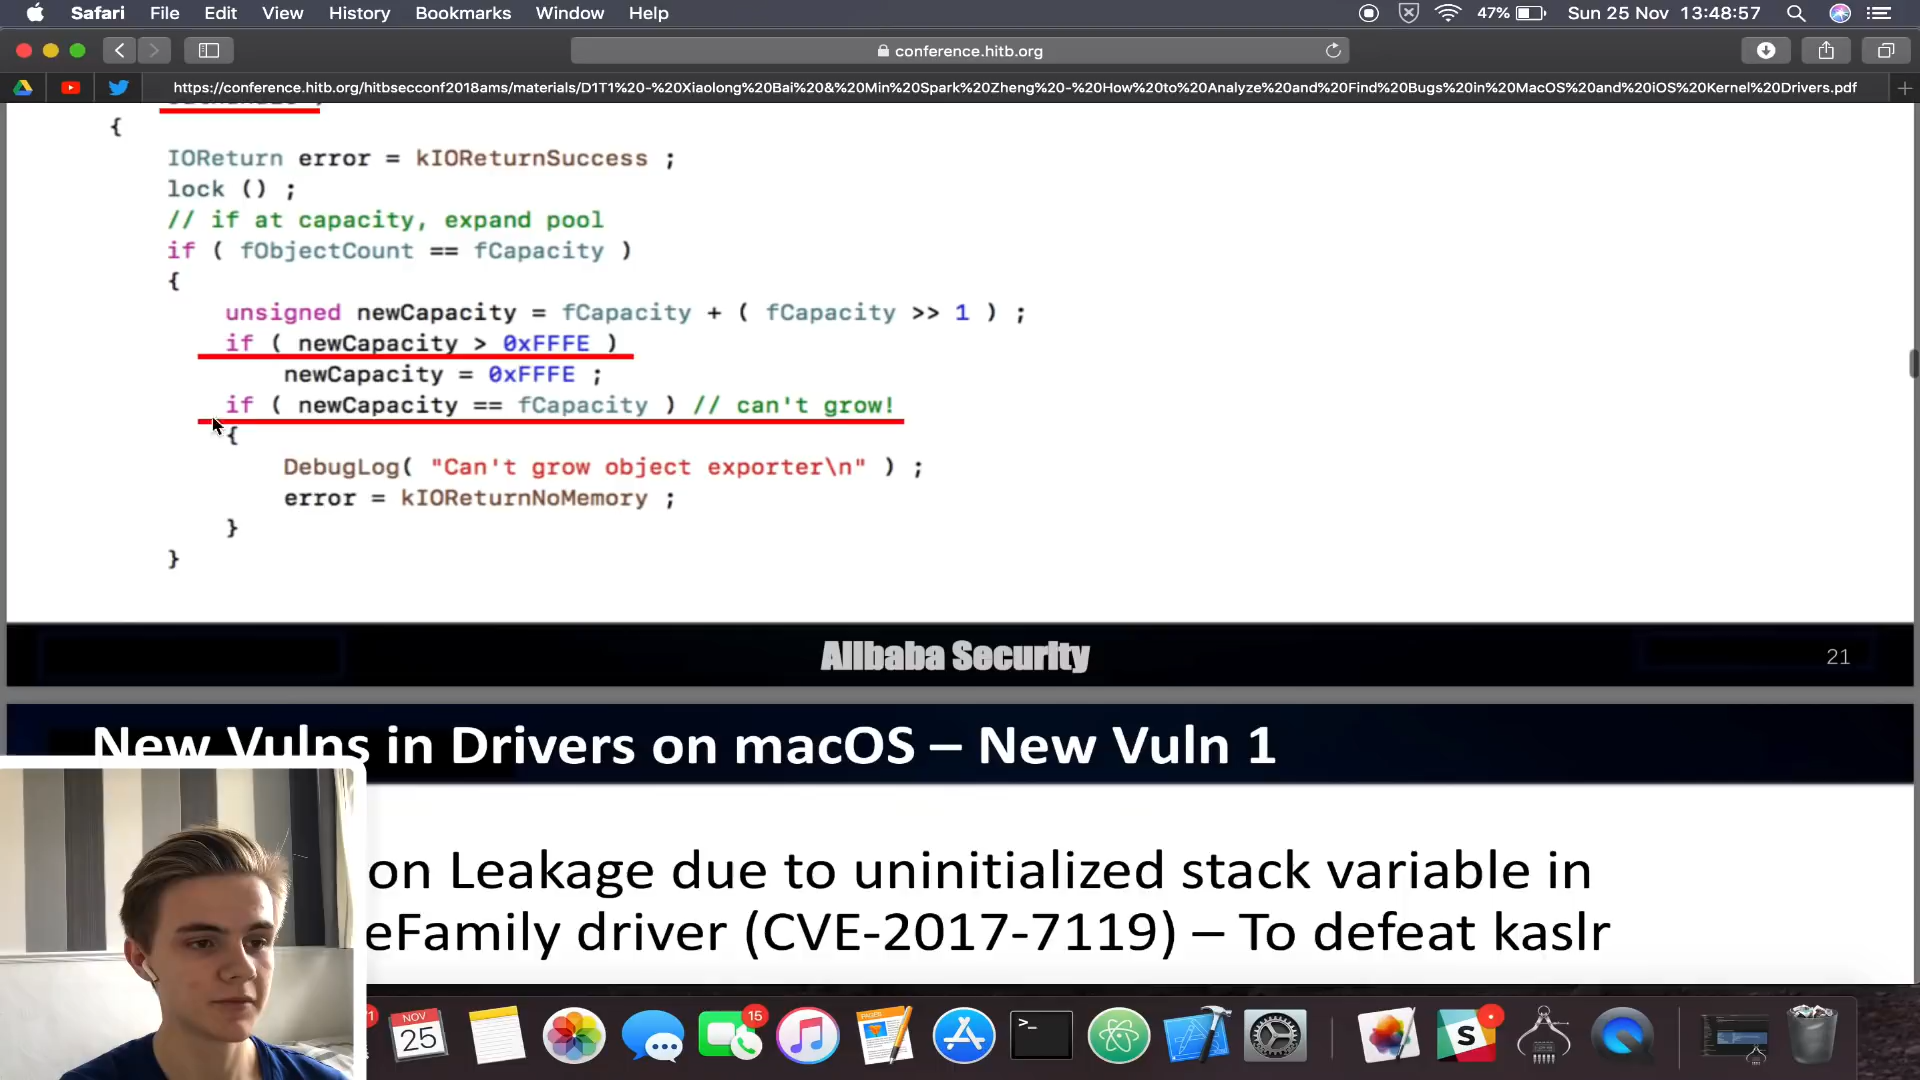 Safari File Edit View History Bookmarks Window Help 47% Sun 25 Nov 13:48:57
conference.hitb.org
https://conference.hitb.org/hitbsecconf2018ams/materials/D1T1%20-%20Xiaolong%20Bai%20&%20Min%20Spark%20Zheng%20-%20How%20to%20Analyze%20and%20Find%20Bugs%20in%20MacOS%20and%20iOS%20Kernel%20Drivers.pdf
{
IOReturn error = kIOReturnSuccess ;
lock () ;
// if at capacity, expand pool
if ( fObjectCount == fCapacity )
{
unsigned newCapacity = fCapacity + ( fCapacity >> 1 ) ;
if ( newCapacity > 0xFFFE )
newCapacity = 0xFFFE ;
if ( newCapacity == fCapacity ) // can't grow!
{
DebugLog( "Can't grow object exporter\n" ) ;
error = kIOReturnNoMemory ;
}
}
Alibaba Security
21
New Vulns in Drivers on macOS – New Vuln 1
on Leakage due to uninitialized stack variable in
eFamily driver (CVE-2017-7119) – To defeat kaslr
NOV
25
15
PAGES
S